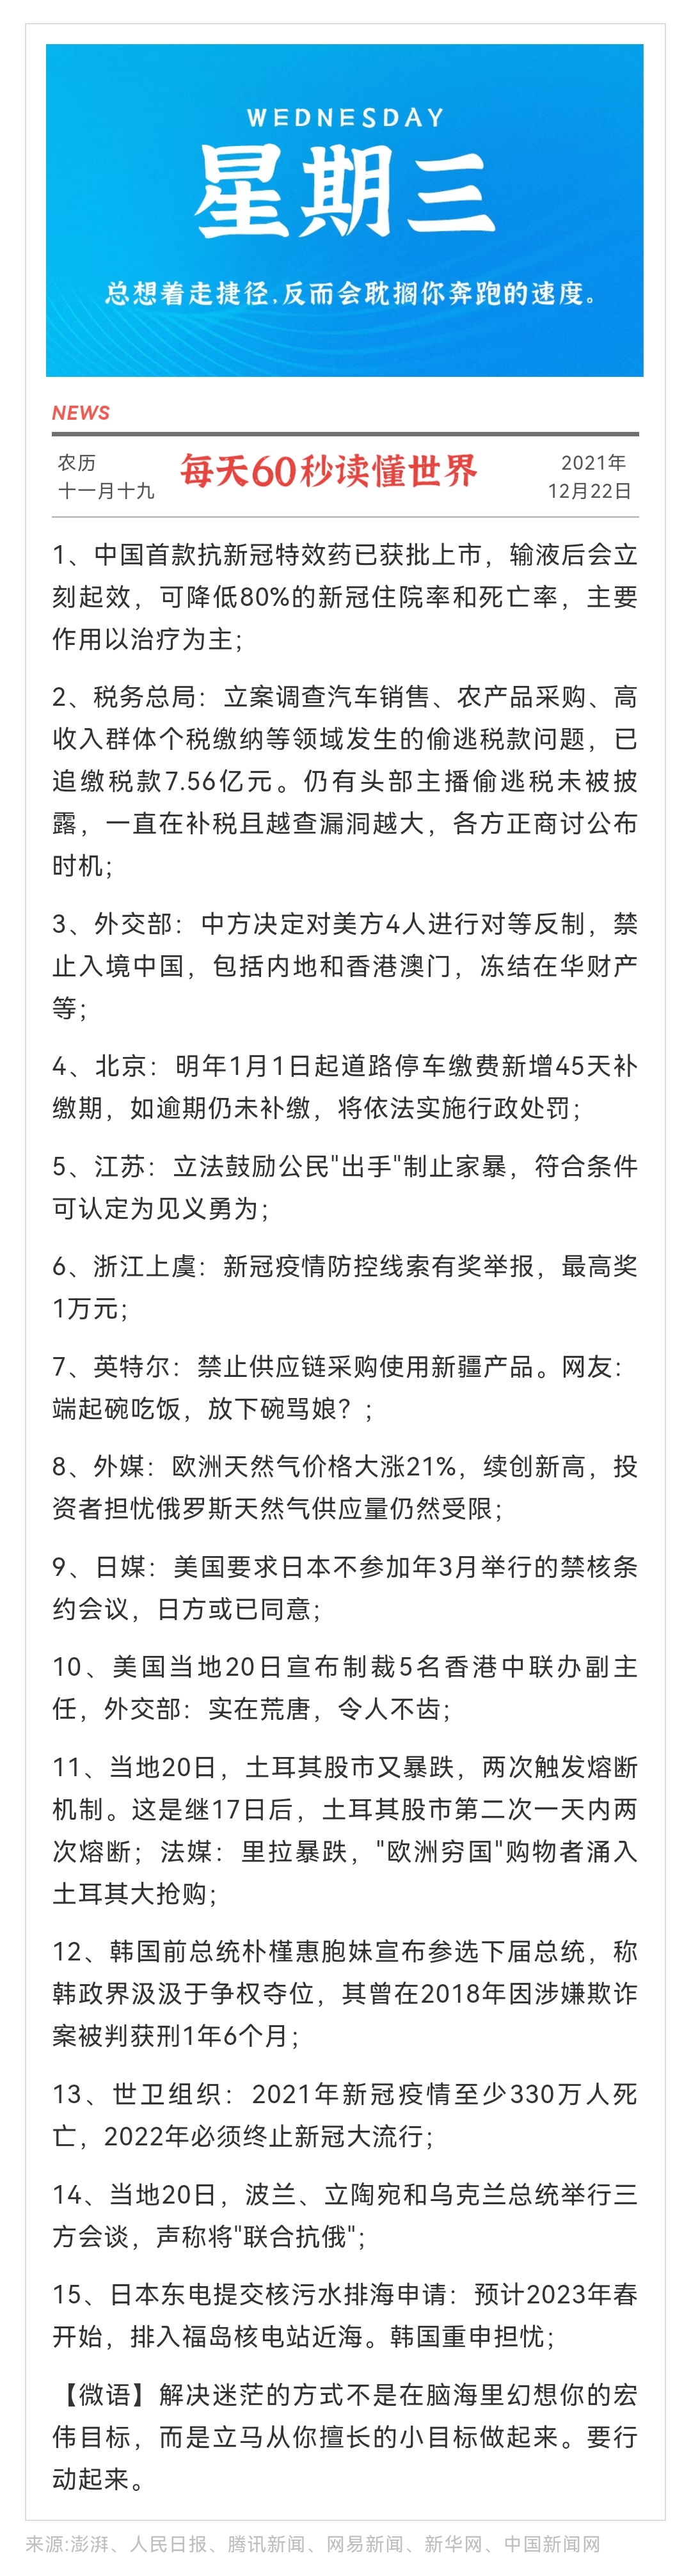 WEDNESDAY
星期三
总想着走捷径,反而会耽搁你奔跑的速度。
NEWS
农历
十一月十九
每天60秒读懂世界
2021年
12月22日
1、中国首款抗新冠特效药已获批上市，输液后会立
刻起效，可降低80%的新冠住院率和死亡率，主要
作用以治疗为主；
2、税务总局：立案调查汽车销售、农产品采购、高
收入群体个税缴纳等领域发生的偷逃税款问题，已
追缴税款7.56亿元。仍有头部主播偷逃税未被披
露，一直在补税且越查漏洞越大，各方正商讨公布
时机；
3、外交部：中方决定对美方4人进行对等反制，禁
止入境中国，包括内地和香港澳门，冻结在华财产
等；
4、北京：明年1月1日起道路停车缴费新增45天补
缴期，如逾期仍未补缴，将依法实施行政处罚；
5、江苏：立法鼓励公民"出手"制止家暴，符合条件
可认定为见义勇为；
6、浙江上虞：新冠疫情防控线索有奖举报，最高奖
1万元；
7、英特尔：禁止供应链采购使用新疆产品。网友：
端起碗吃饭，放下碗骂娘？；
8、外媒：欧洲天然气价格大涨21%，续创新高，投
资者担忧俄罗斯天然气供应量仍然受限；
9、日媒：美国要求日本不参加年3月举行的禁核条
约会议，日方或已同意；
10、美国当地20日宣布制裁5名香港中联办副主
任，外交部：实在荒唐，令人不齿；
11、当地20日，土耳其股市又暴跌，两次触发熔断
机制。这是继17日后，土耳其股市第二次一天内两
次熔断；法媒：里拉暴跌，"欧洲穷国"购物者涌入
土耳其大抢购；
12、韩国前总统朴槿惠胞妹宣布参选下届总统，称
韩政界汲汲于争权夺位，其曾在2018年因涉嫌欺诈
案被判获刑1年6个月；
13、世卫组织：2021年新冠疫情至少330万人死
亡，2022年必须终止新冠大流行；
14、当地20日，波兰、立陶宛和乌克兰总统举行三
方会谈，声称将"联合抗俄"；
15、日本东电提交核污水排海申请：预计2023年春
开始，排入福岛核电站近海。韩国重申担忧；
【微语】解决迷茫的方式不是在脑海里幻想你的宏
伟目标，而是立马从你擅长的小目标做起来。要行
动起来。
来源:澎湃、人民日报、腾讯新闻、网易新闻、新华网、中国新闻网